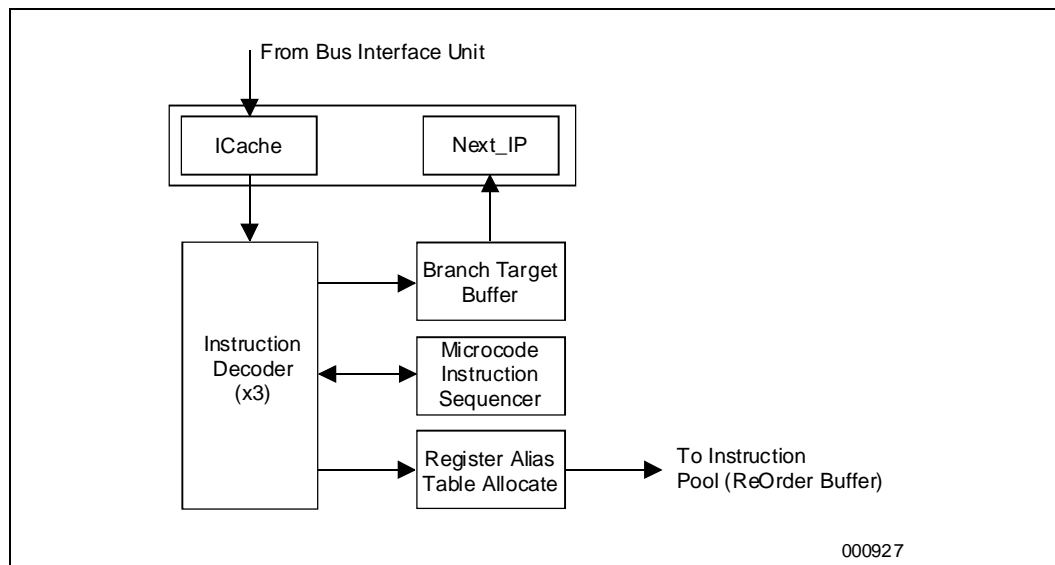 From Bus Interface Unit
ICache
Next_IP
Branch Target
Buffer
Instruction
Decoder
(x3)
Microcode
Instruction
Sequencer
Register Alias
Table Allocate
To Instruction
Pool (ReOrder Buffer)
000927